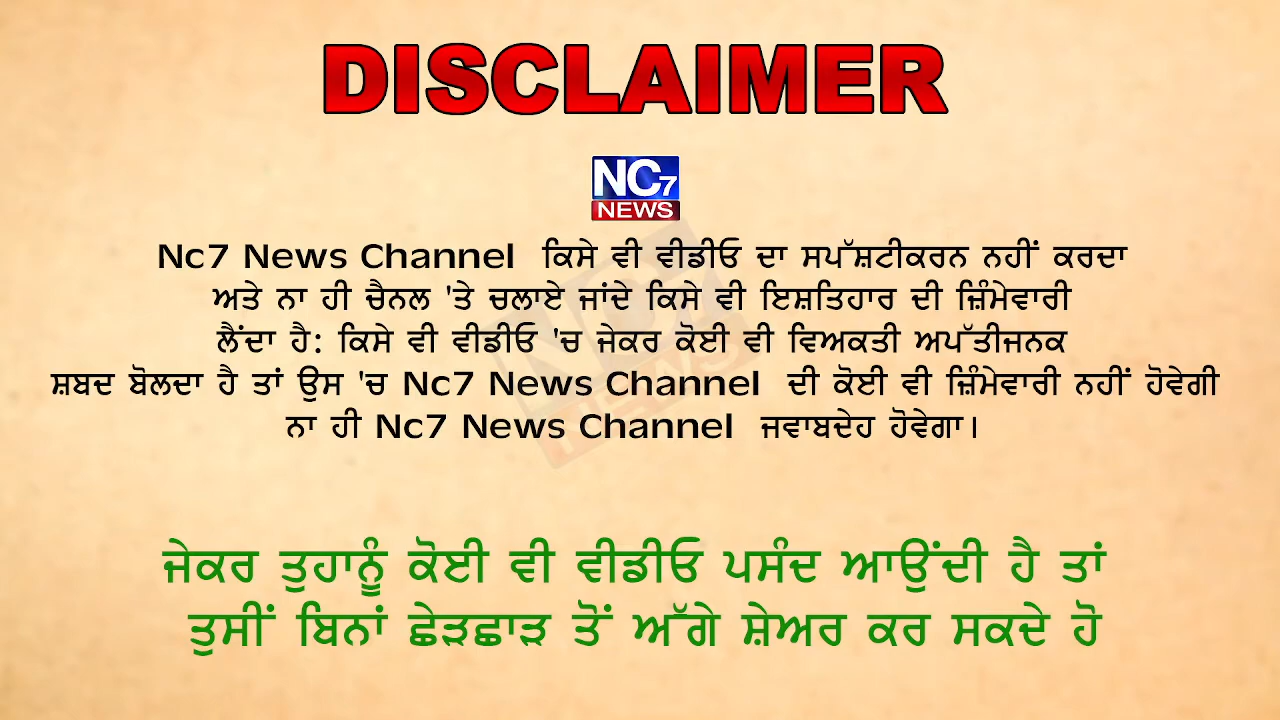 DISCLAIMER
NC7
NEWS
Nc7 News Channel ਕਿਸੇ ਵੀ ਵੀਡੀਓ ਦਾ ਸਪੱਸ਼ਟੀਕਰਨ ਨਹੀਂ ਕਰਦਾ
ਅਤੇ ਨਾ ਹੀ ਚੈਨਲ 'ਤੇ ਚਲਾਏ ਜਾਂਦੇ ਕਿਸੇ ਵੀ ਇਸ਼ਤਿਹਾਰ ਦੀ ਜ਼ਿੰਮੇਵਾਰੀ
ਲੈਂਦਾ ਹੈ: ਕਿਸੇ ਵੀ ਵੀਡੀਓ 'ਚ ਜੇਕਰ ਕੋਈ ਵੀ ਵਿਅਕਤੀ ਅਪੱਤੀਜਨਕ
ਸ਼ਬਦ ਬੋਲਦਾ ਹੈ ਤਾਂ ਉਸ 'ਚ Nc7 News Channel ਦੀ ਕੋਈ ਵੀ ਜ਼ਿੰਮੇਵਾਰੀ ਨਹੀਂ ਹੋਵੇਗੀ
ਨਾ ਹੀ Nc7 News Channel ਜਵਾਬਦੇਹ ਹੋਵੇਗਾ।
ਜੇਕਰ ਤੁਹਾਨੂੰ ਕੋਈ ਵੀ ਵੀਡੀਓ ਪਸੰਦ ਆਉਂਦੀ ਹੈ ਤਾਂ
ਤੁਸੀਂ ਬਿਨਾਂ ਛੇੜਛਾੜ ਤੋਂ ਅੱਗੇ ਸ਼ੇਅਰ ਕਰ ਸਕਦੇ ਹੋ